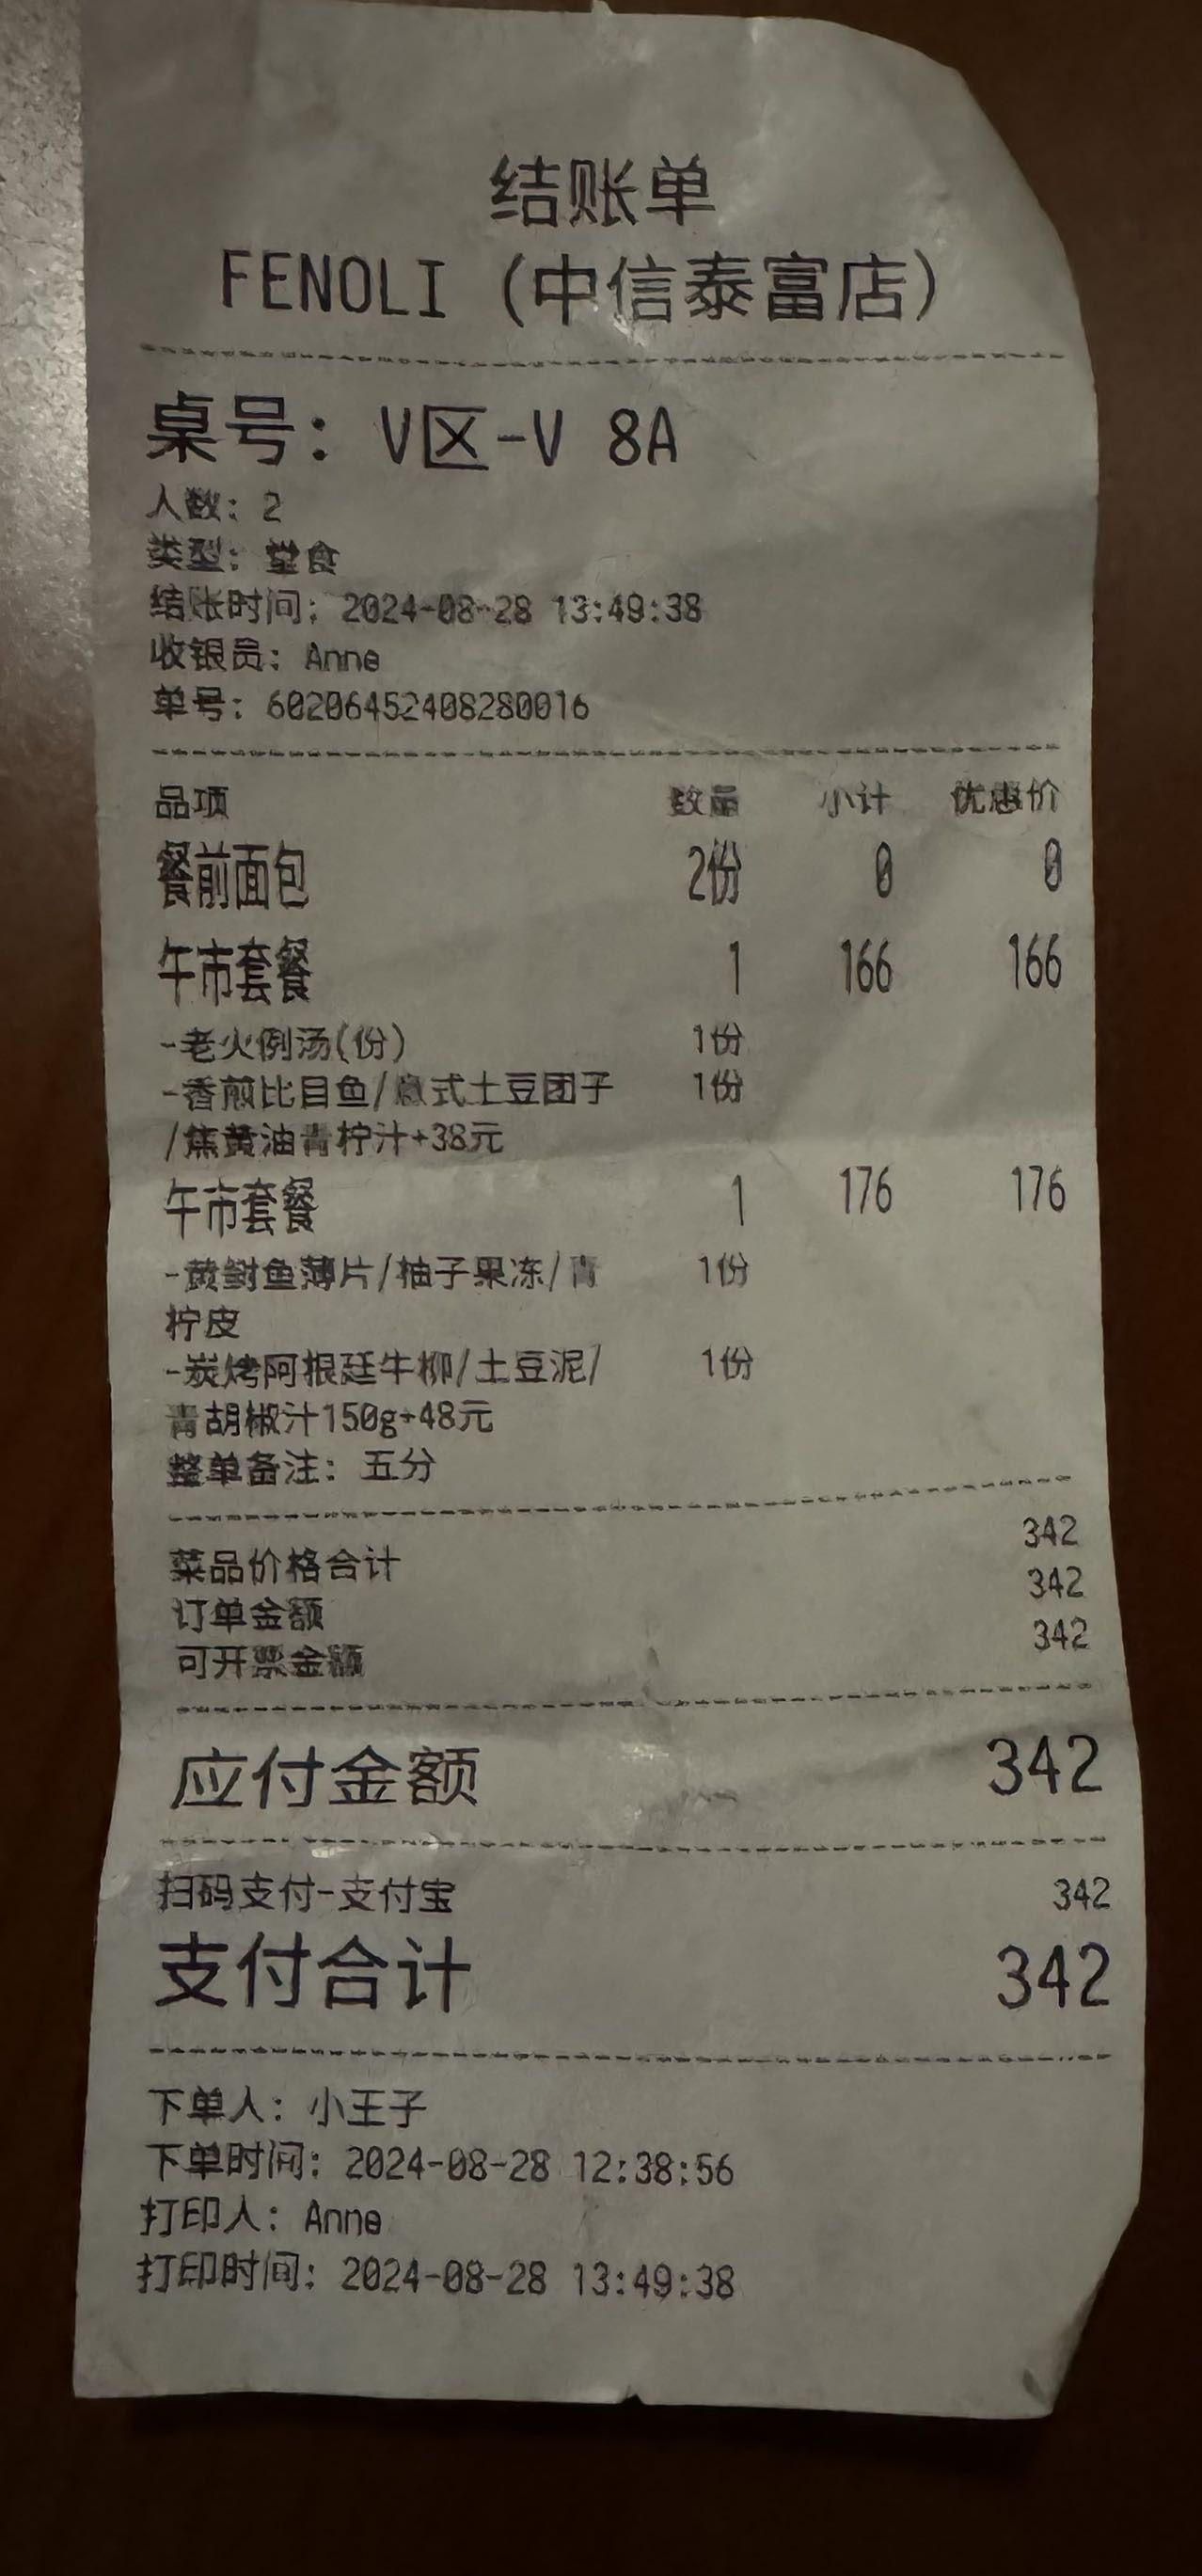 结账单
FENOLI (中信泰富店)
桌号: V区-V 8A
人数: 2
类型: 堂食
结账时间: 2024-08-28 13:49:38
收银员: Anne
单号: 60206452408280016
品项 数量 小计 优惠价
餐前面包 2份 0 0
午市套餐 1 166 166
-老火例汤(份) 1份
-香煎比目鱼/意式土豆团子 1份
/焦黄油青柠汁+38元
午市套餐 1 176 176
-黄鰤鱼薄片/柚子果冻/青 1份
柠皮
-炭烤阿根廷牛柳/土豆泥/ 1份
青胡椒汁150g+48元
整单备注: 五分
菜品价格合计 342
订单金额 342
可开票金额 342
应付金额 342
扫码支付-支付宝 342
支付合计 342
下单人: 小王子
下单时间: 2024-08-28 12:38:56
打印人: Anne
打印时间: 2024-08-28 13:49:38